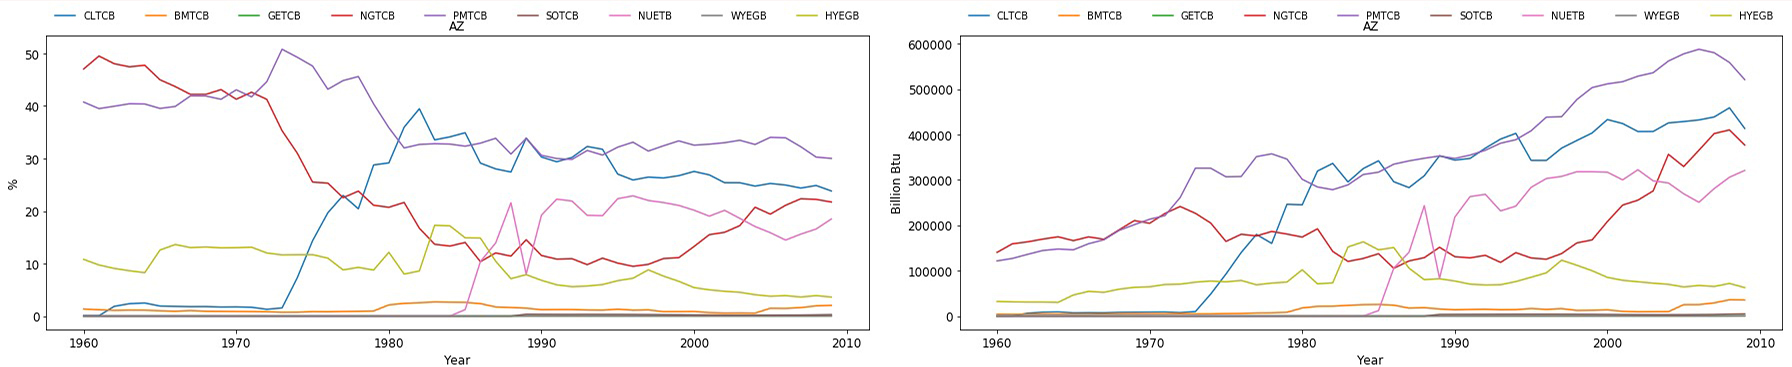 CLTCB BMTCB GETCB NGTCB PMTCB SOTCB NUETB WYEGB HYEGB
AZ
50
40
30
20
10
0
%
1960 1970 1980 1990 2000 2010
Year
CLTCB BMTCB GETCB NGTCB PMTCB SOTCB NUETB WYEGB HYEGB
AZ
600000
500000
400000
300000
200000
100000
0
Billion Btu
1960 1970 1980 1990 2000 2010
Year